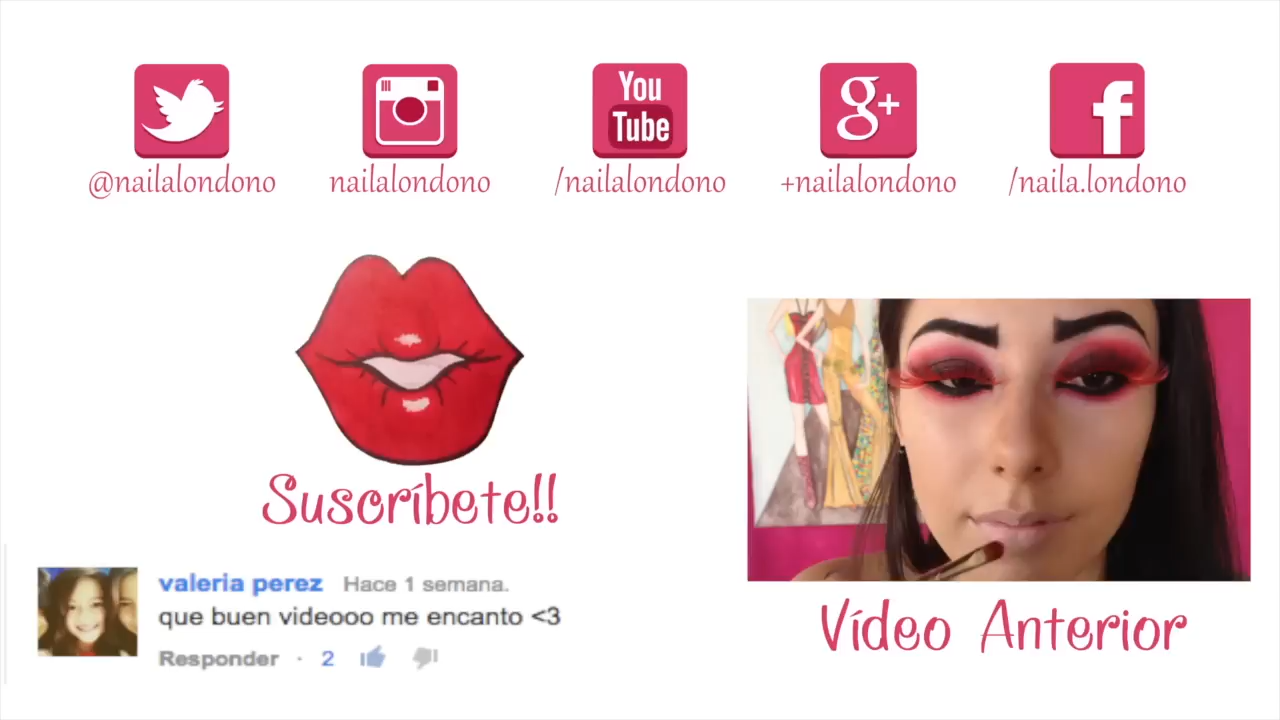 You
Tube
g+
f
@nailalondono
nailalondono
/nailalondono
+nailalondono
/naila.londono
Suscríbete!!
valeria perez Hace 1 semana.
que buen videooo me encanto <3
Responder · 2
Vídeo Anterior